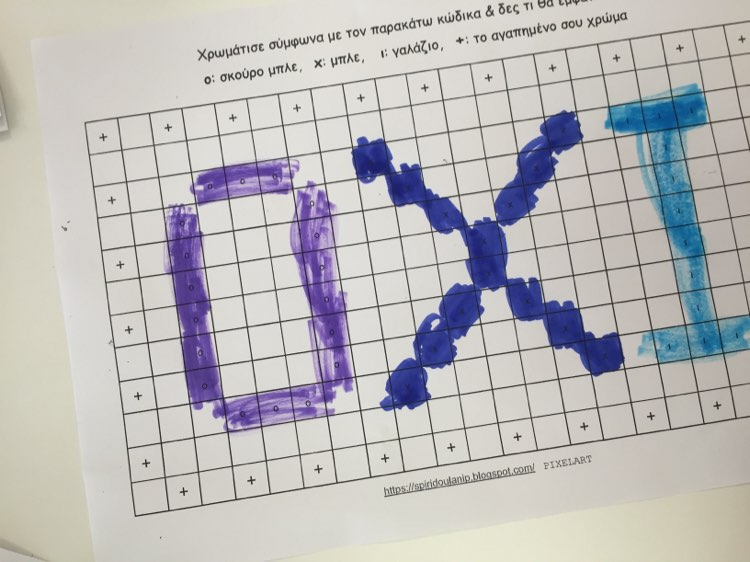 Χρωμάτισε σύμφωνα με τον παρακάτω κώδικα & δες τι θα
ο: σκούρο μπλε, x: μπλε, ι: γαλάζιο, +: το αγαπημένο σου χρώμα
ΟΧΙ
https://spiridoulanip.blogspot.com/ PIXELART